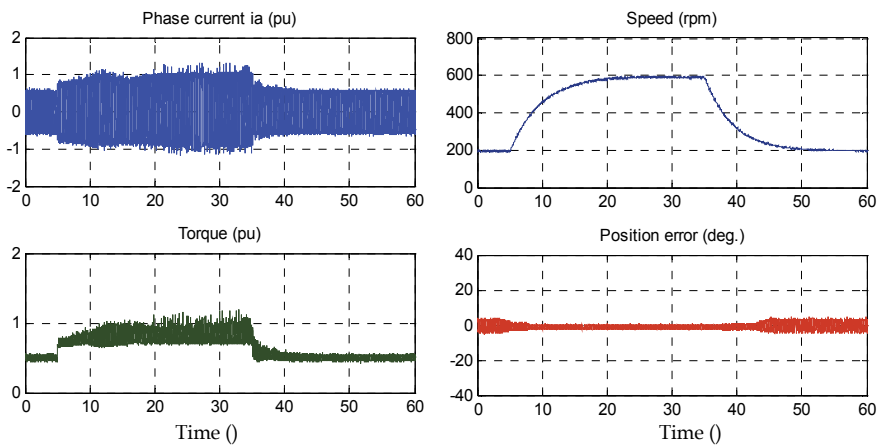 Phase current ia (pu)
2
1
0
-1
-2
0 10 20 30 40 50 60
Speed (rpm)
800
600
400
200
0
0 10 20 30 40 50 60
Torque (pu)
2
1
0
0 10 20 30 40 50 60
Time ()
Position error (deg.)
40
20
0
-20
-40
0 10 20 30 40 50 60
Time ()